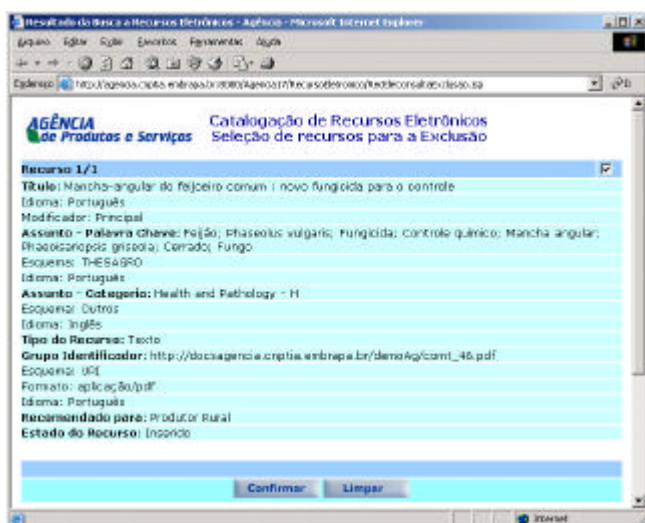 Resultado da Busca a Recursos Eletrônicos - Agência - Microsoft Internet Explorer
Arquivo Editar Exibir Favoritos Ferramentas Ajuda
Endereço
AGÊNCIA
de Produtos e Serviços
Catalogação de Recursos Eletrônicos
Seleção de recursos para a Exclusão
Recurso 1/1
Título: Mancha-angular do feijoeiro comum : novo fungicida para o controle
Idioma: Português
Modificador: Principal
Assunto - Palavra Chave: Feijão; Phaseolus vulgaris; Fungicida; Controle químico; Mancha angular;
Phaeoisariopsis griseola; Cerrado; Fungo
Esquema: THESAGRO
Idioma: Português
Assunto - Categoria: Health and Pathology - H
Esquema: Outros
Idioma: Inglês
Tipo do Recurso: Texto
Grupo Identificador: http://docsagencia.cnptia.embrapa.br/demoAg/comt_46.pdf
Esquema: URI
Formato: aplicação/pdf
Idioma: Português
Recomendado para: Produtor Rural
Estado do Recurso: Inserido
Confirmar Limpar
Internet